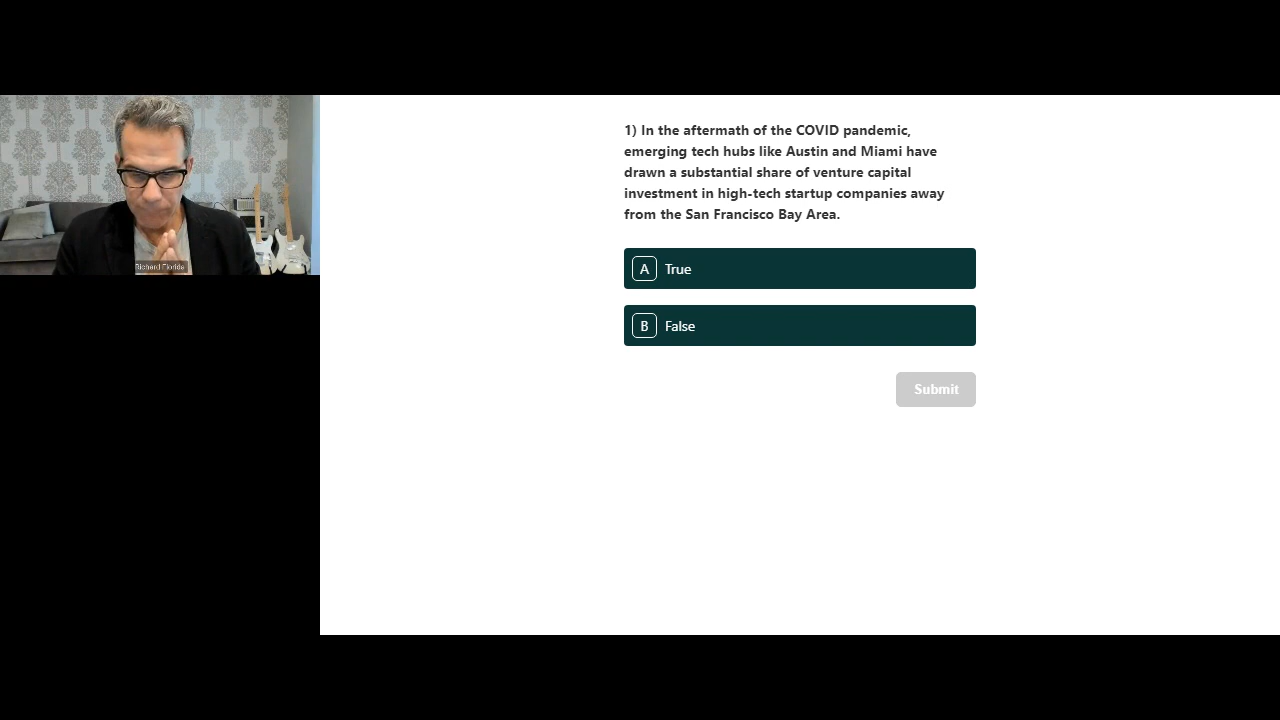 1) In the aftermath of the COVID pandemic,
emerging tech hubs like Austin and Miami have
drawn a substantial share of venture capital
investment in high-tech startup companies away
from the San Francisco Bay Area.
A True
B False
Submit
Richard Florida